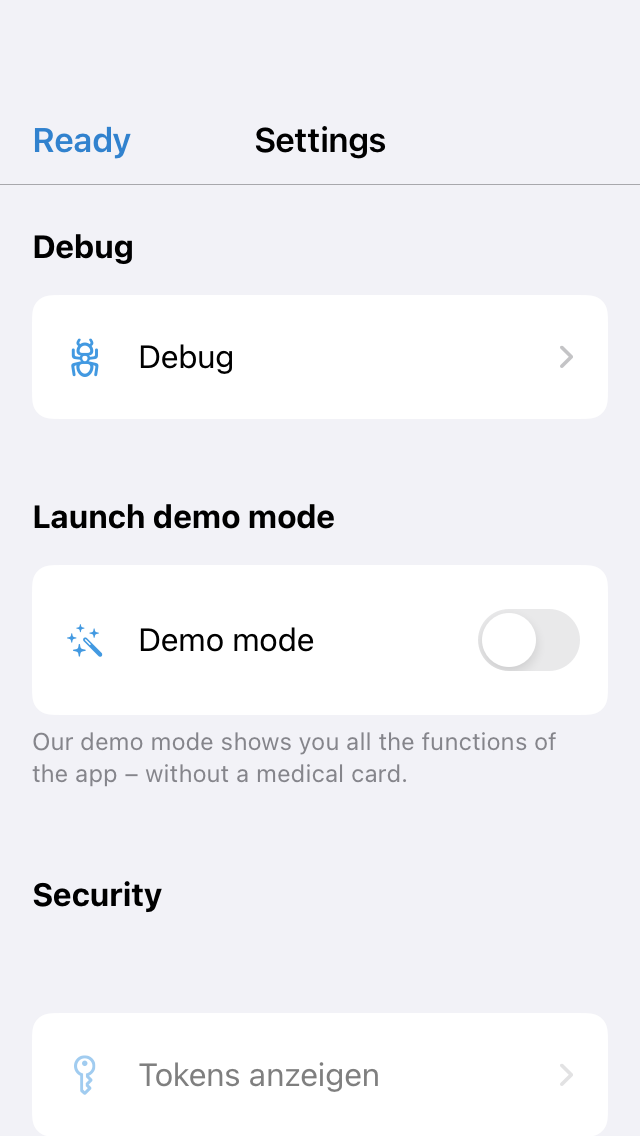 Ready
Settings
Debug
Debug
Launch demo mode
Demo mode
Our demo mode shows you all the functions of
the app – without a medical card.
Security
Tokens anzeigen